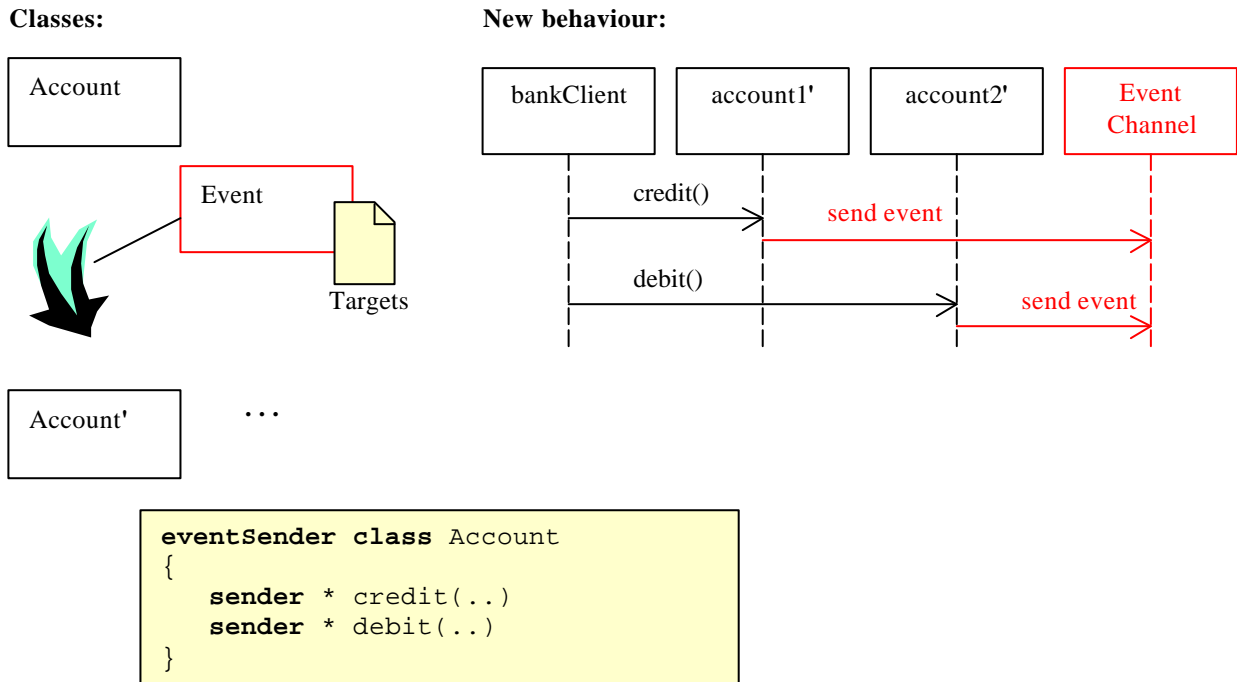 Classes:
New behaviour:
Account
bankClient
account1'
account2'
Event
Channel
Event
Targets
credit()
send event
debit()
send event
Account'
...
eventSender class Account
{
sender * credit(..)
sender * debit(..)
}